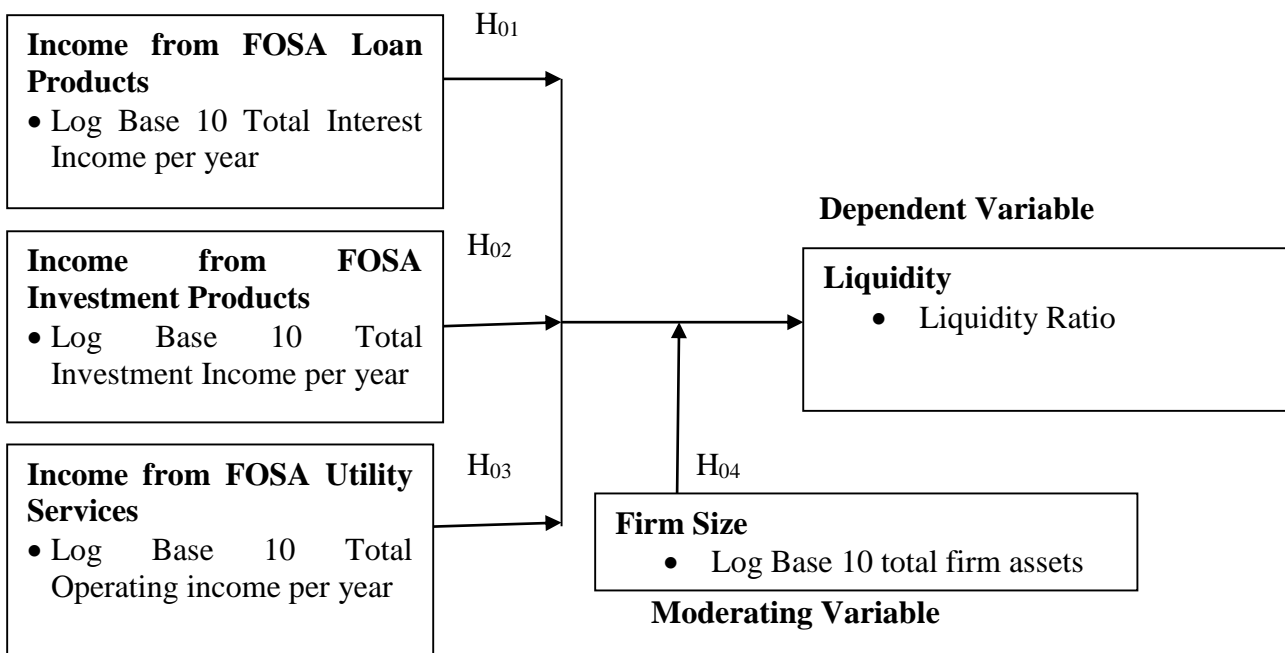 H01
Income from FOSA Loan
Products
• Log Base 10 Total Interest
Income per year
Dependent Variable
H02
Income from FOSA
Investment Products
• Log Base 10 Total
Investment Income per year
Liquidity
• Liquidity Ratio
H03
Income from FOSA Utility
Services
• Log Base 10 Total
Operating income per year
H04
Firm Size
• Log Base 10 total firm assets
Moderating Variable